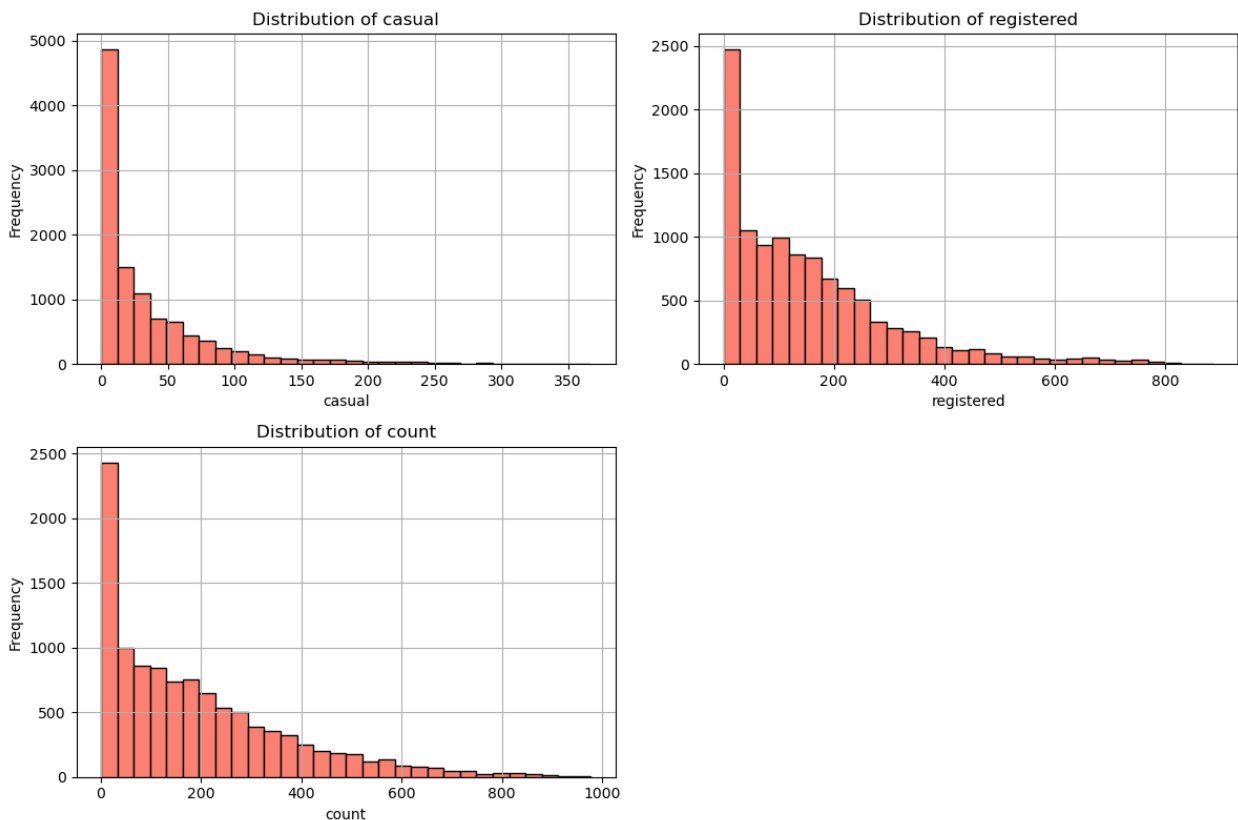 Distribution of casual
Frequency
5000
4000
3000
2000
1000
0
0 50 100 150 200 250 300 350
casual
Distribution of registered
Frequency
2500
2000
1500
1000
500
0
0 200 400 600 800
registered
Distribution of count
Frequency
2500
2000
1500
1000
500
0
0 200 400 600 800 1000
count